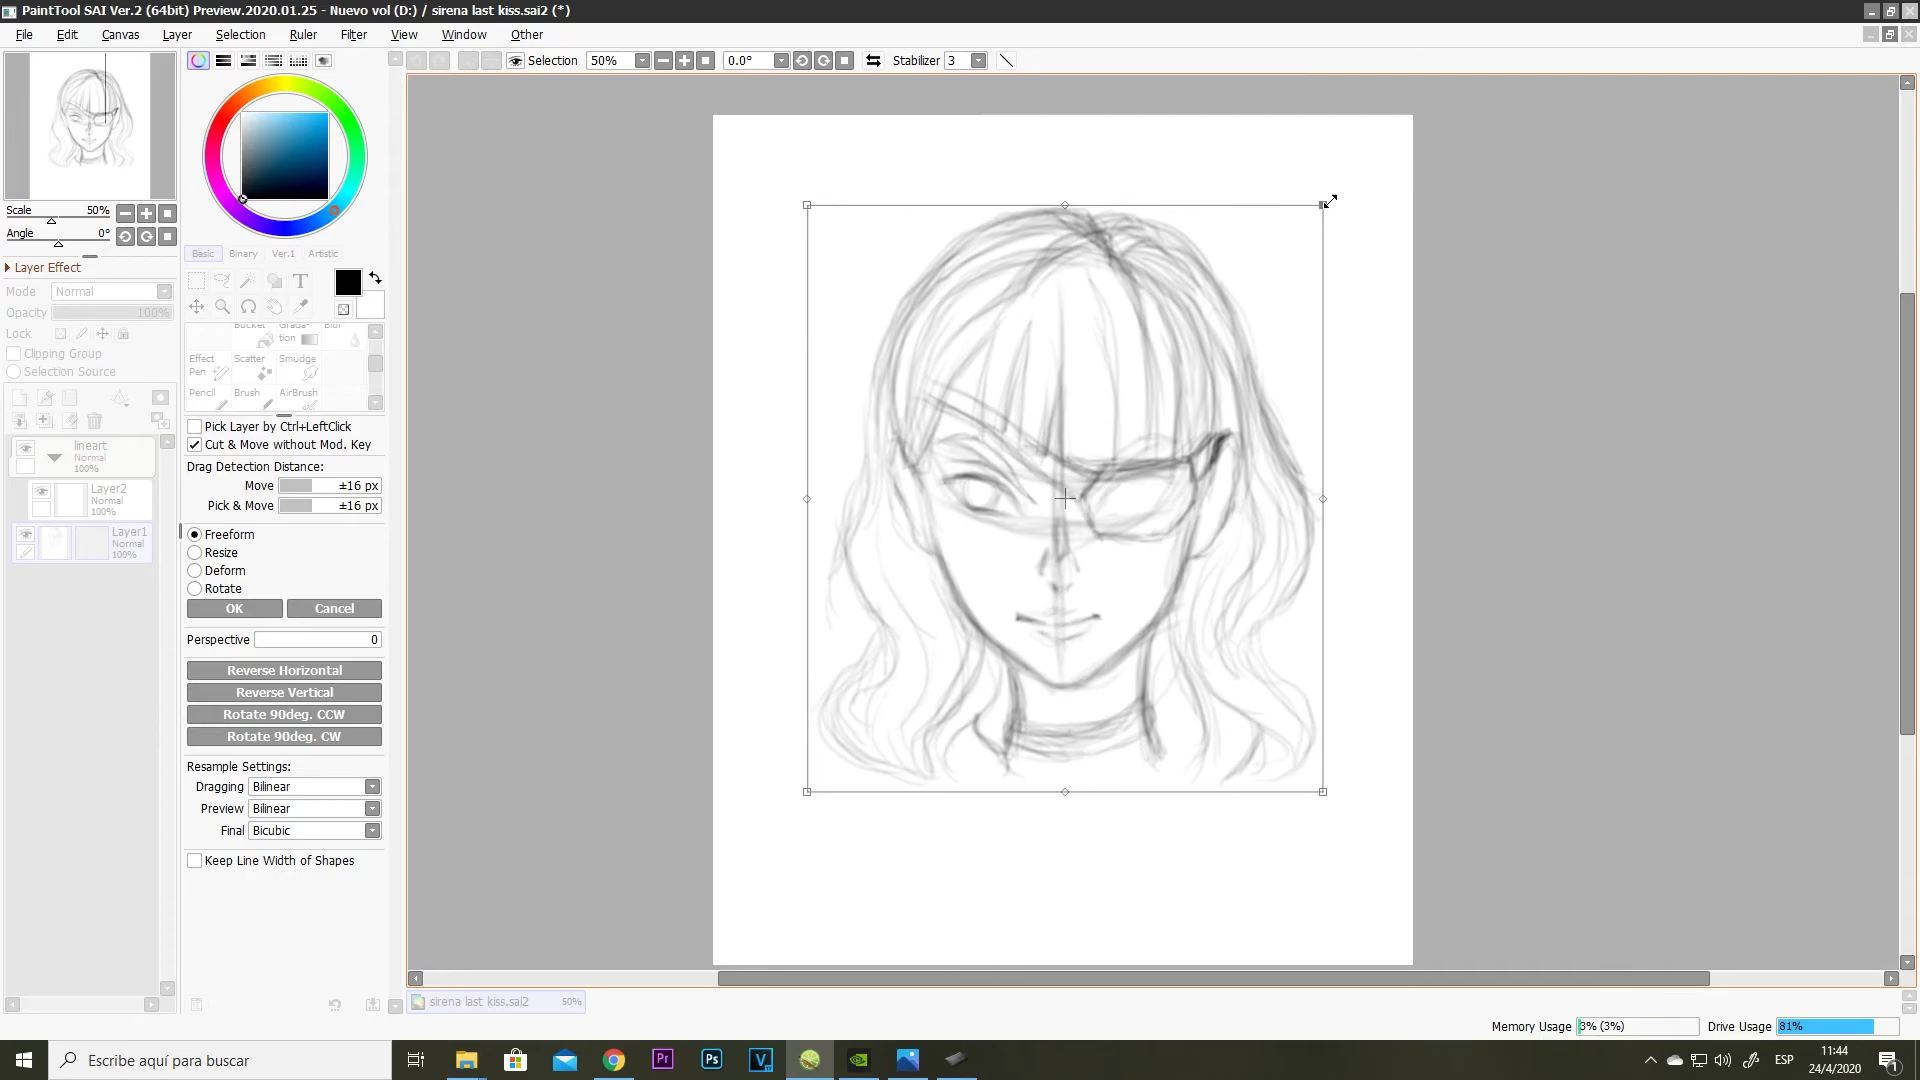 PaintTool SAI Ver.2 (64bit) Preview.2020.01.25 - Nuevo vol (D:) / sirena last kiss.sai2 (*)
File Edit Canvas Layer Selection Ruler Filter View Window Other
Selection 50% 0.0° Stabilizer 3
Scale 50%
Angle 0°
Layer Effect
Mode Normal
Opacity 100%
Lock
Clipping Group
Selection Source
lineart
Normal
100%
Layer2
Normal
100%
Layer1
Normal
100%
Basic Binary Ver.1 Artistic
T
Bucket Grada-tion Blur
Effect Pen Scatter Smudge
Pencil Brush AirBrush
Pick Layer by Ctrl+LeftClick
Cut & Move without Mod. Key
Drag Detection Distance:
Move ±16 px
Pick & Move ±16 px
Freeform
Resize
Deform
Rotate
OK Cancel
Perspective 0
Reverse Horizontal
Reverse Vertical
Rotate 90deg. CCW
Rotate 90deg. CW
Resample Settings:
Dragging Bilinear
Preview Bilinear
Final Bicubic
Keep Line Width of Shapes
sirena last kiss.sai2 50%
Memory Usage 3% (3%) Drive Usage 81%
Escribe aquí para buscar
Pr
Ps
V
ESP
11:44
24/4/2020
1